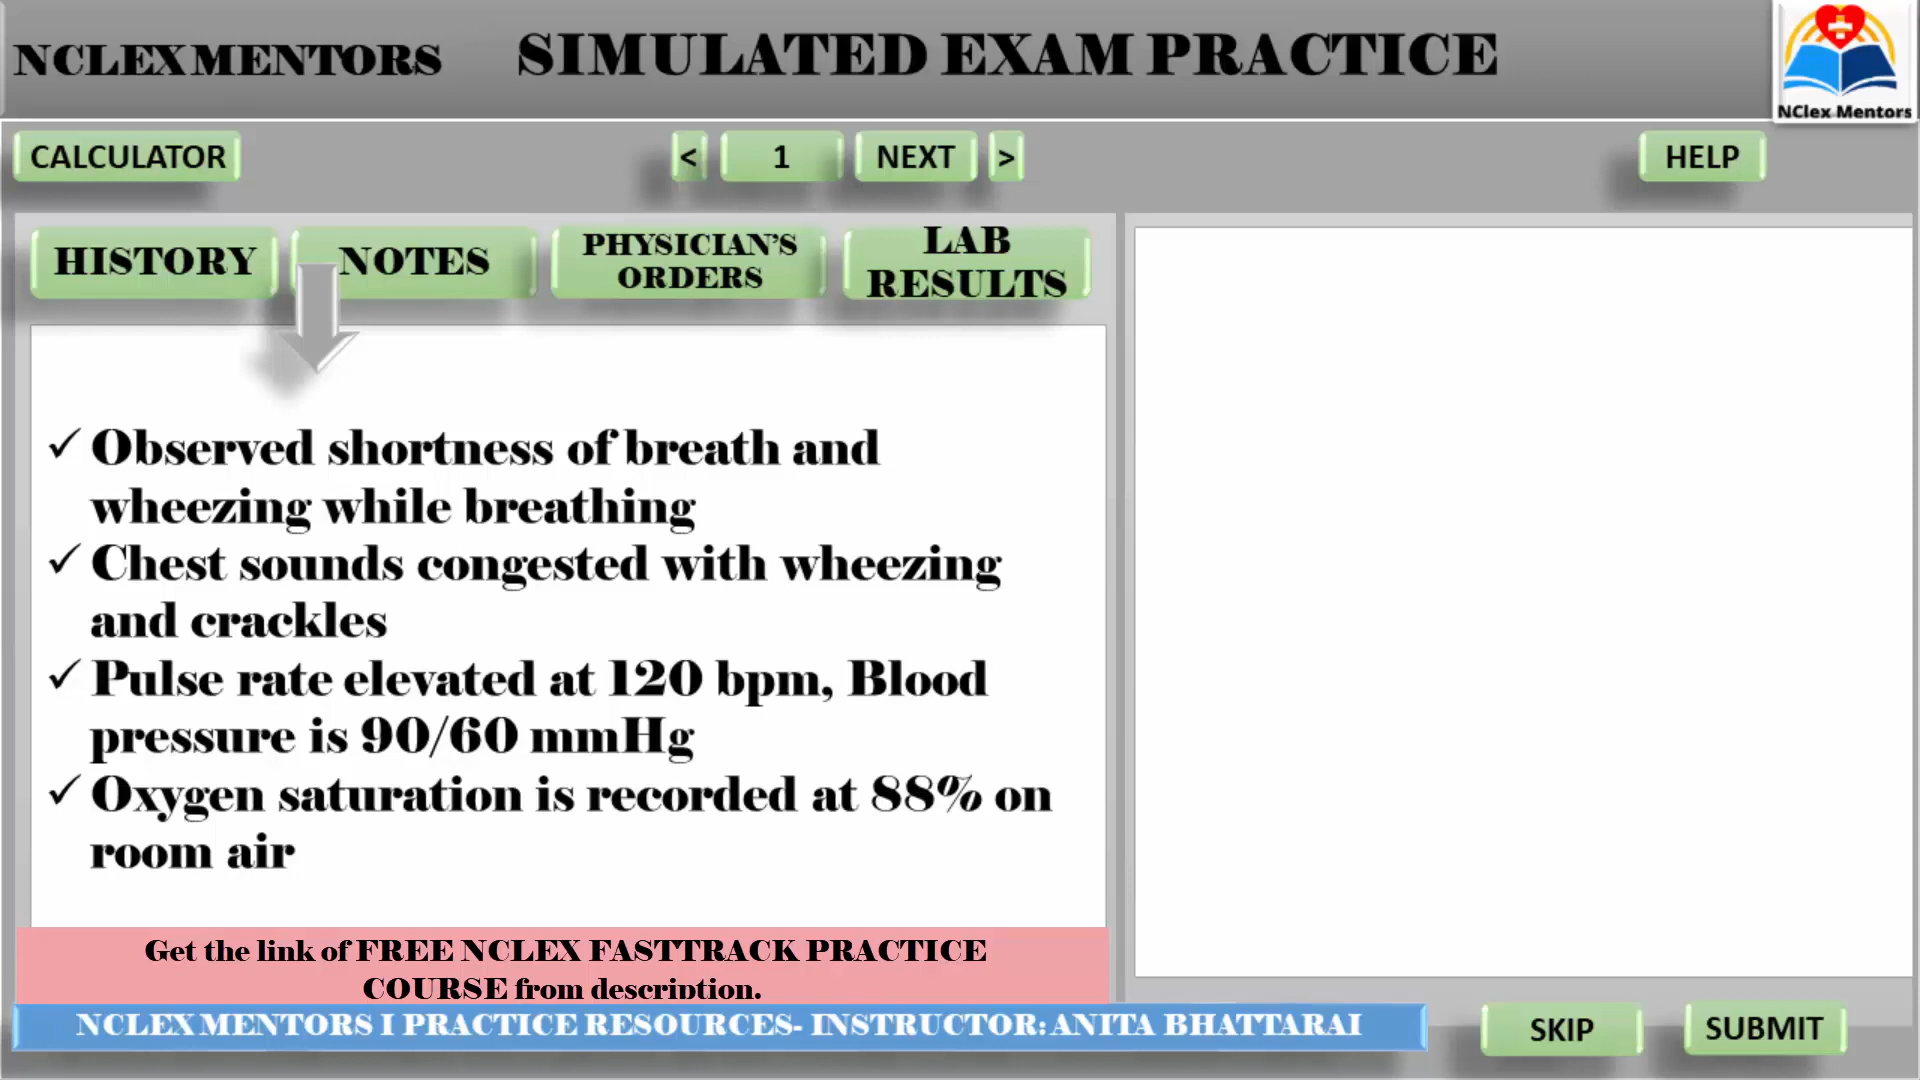 NCLEX MENTORS SIMULATED EXAM PRACTICE
NClex Mentors
CALCULATOR < 1 NEXT > HELP
HISTORY NOTES PHYSICIAN'S ORDERS LAB RESULTS
✓ Observed shortness of breath and
wheezing while breathing
✓ Chest sounds congested with wheezing
and crackles
✓ Pulse rate elevated at 120 bpm, Blood
pressure is 90/60 mmHg
✓ Oxygen saturation is recorded at 88% on
room air
Get the link of FREE NCLEX FASTTRACK PRACTICE
COURSE from description.
NCLEX MENTORS I PRACTICE RESOURCES- INSTRUCTOR: ANITA BHATTARAI
SKIP SUBMIT